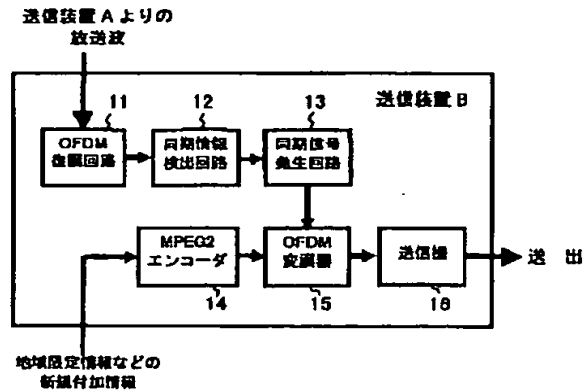 送信装置Aよりの
放送波
11
12
13
送信装置B
OFDM
復調回路
同期情報
検出回路
同期信号
発生回路
MPEG2
エンコーダ
OFDM
変調器
送信機
送 出
14
15
16
地域限定情報などの
新規付加情報